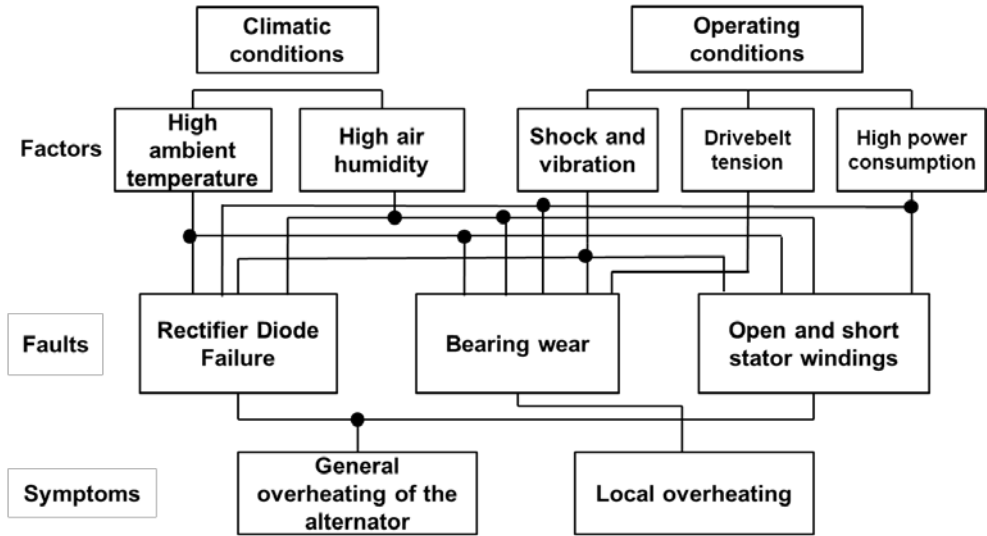 Climatic
conditions
Operating
conditions
Factors
High
ambient
temperature
High air
humidity
Shock and
vibration
Drivebelt
tension
High power
consumption
Faults
Rectifier Diode
Failure
Bearing wear
Open and short
stator windings
Symptoms
General
overheating of the
alternator
Local overheating